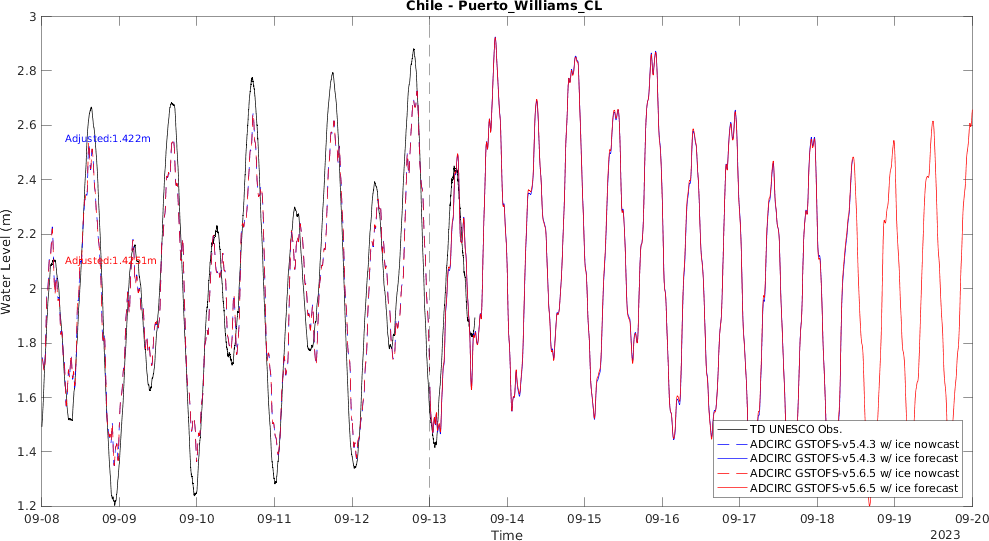 Chile - Puerto_Williams_CL
3
2.8
2.6
2.4
2.2
2
1.8
1.6
1.4
1.2
Water Level (m)
Adjusted:1.422m
Adjusted:1.4251m
TD UNESCO Obs.
ADCIRC GSTOFS-v5.4.3 w/ ice nowcast
ADCIRC GSTOFS-v5.4.3 w/ ice forecast
ADCIRC GSTOFS-v5.6.5 w/ ice nowcast
ADCIRC GSTOFS-v5.6.5 w/ ice forecast
09-08 09-09 09-10 09-11 09-12 09-13 09-14 09-15 09-16 09-17 09-18 09-19 09-20
Time
2023